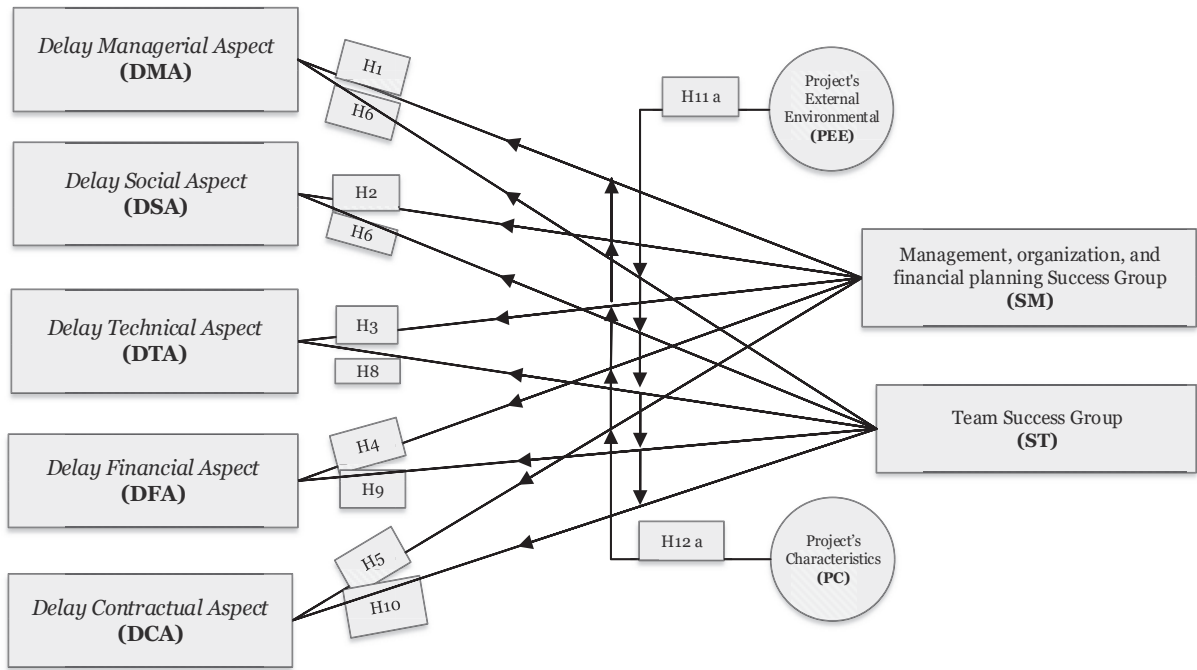 Delay Managerial Aspect
(DMA)
H1
H6
H11 a
Project's
External
Environmental
(PEE)
Delay Social Aspect
(DSA)
H2
H6
Management, organization, and
financial planning Success Group
(SM)
Delay Technical Aspect
(DTA)
H3
H8
Team Success Group
(ST)
Delay Financial Aspect
(DFA)
H4
H9
H12 a
Project's
Characteristics
(PC)
Delay Contractual Aspect
(DCA)
H5
H10